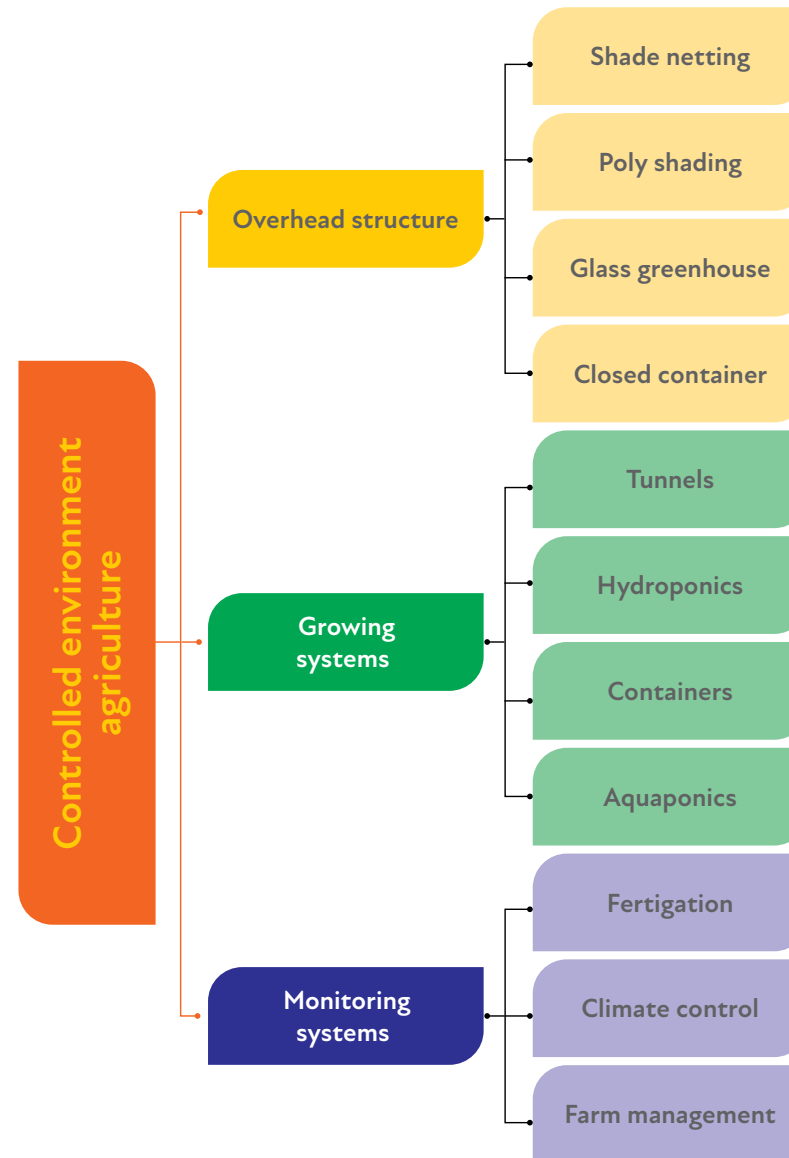 Controlled environment
agriculture
Overhead structure
Shade netting
Poly shading
Glass greenhouse
Closed container
Growing
systems
Tunnels
Hydroponics
Containers
Aquaponics
Monitoring
systems
Fertigation
Climate control
Farm management